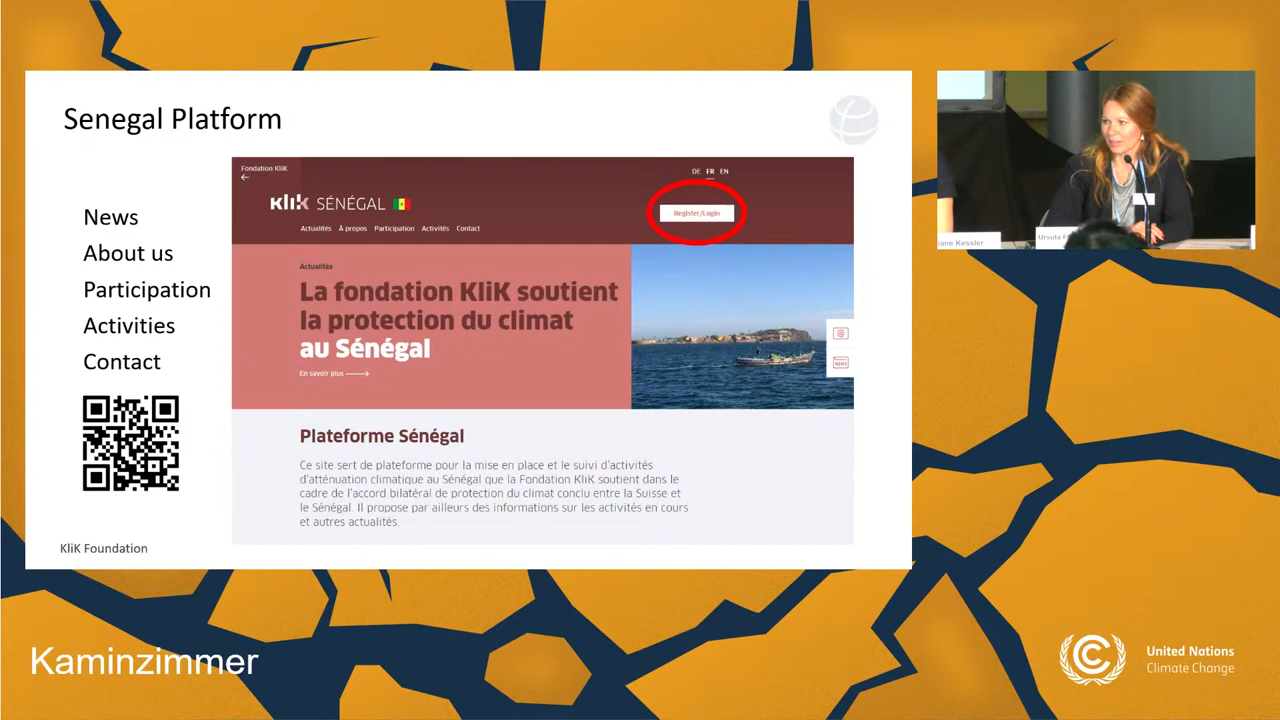 Senegal Platform
News
About us
Participation
Activities
Contact
KliK Foundation
Fondation KliK
DE FR EN
KliK SÉNÉGAL
Register/Login
Actualités À propos Participation Activités Contact
Actualités
La fondation KliK soutient
la protection du climat
au Sénégal
En savoir plus
NEWS
Plateforme Sénégal
Ce site sert de plateforme pour la mise en place et le suivi d'activités
d'atténuation climatique au Sénégal que la Fondation KliK soutient dans le
cadre de l'accord bilatéral de protection du climat conclu entre la Suisse et
le Sénégal. Il propose par ailleurs des informations sur les activités en cours
et autres actualités.
ane Kessler
Ursula
Kaminzimmer
United Nations
Climate Change